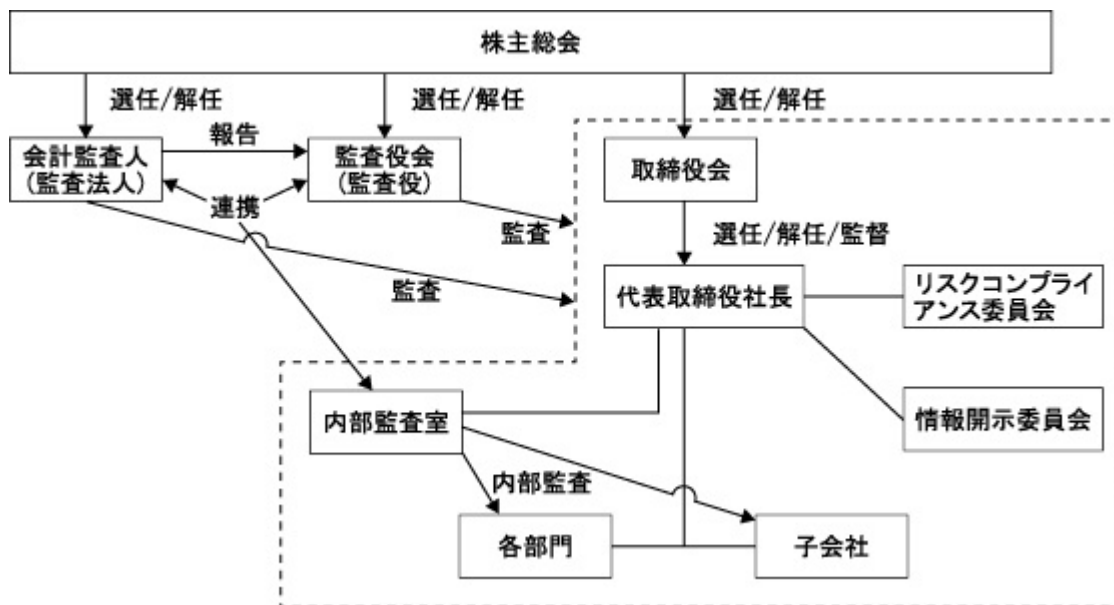 株主総会
選任/解任
選任/解任
選任/解任
会計監査人
(監査法人)
報告
監査役会
(監査役)
取締役会
連携
監査
選任/解任/監督
監査
代表取締役社長
リスクコンプライ
アンス委員会
内部監査室
情報開示委員会
内部監査
各部門
子会社